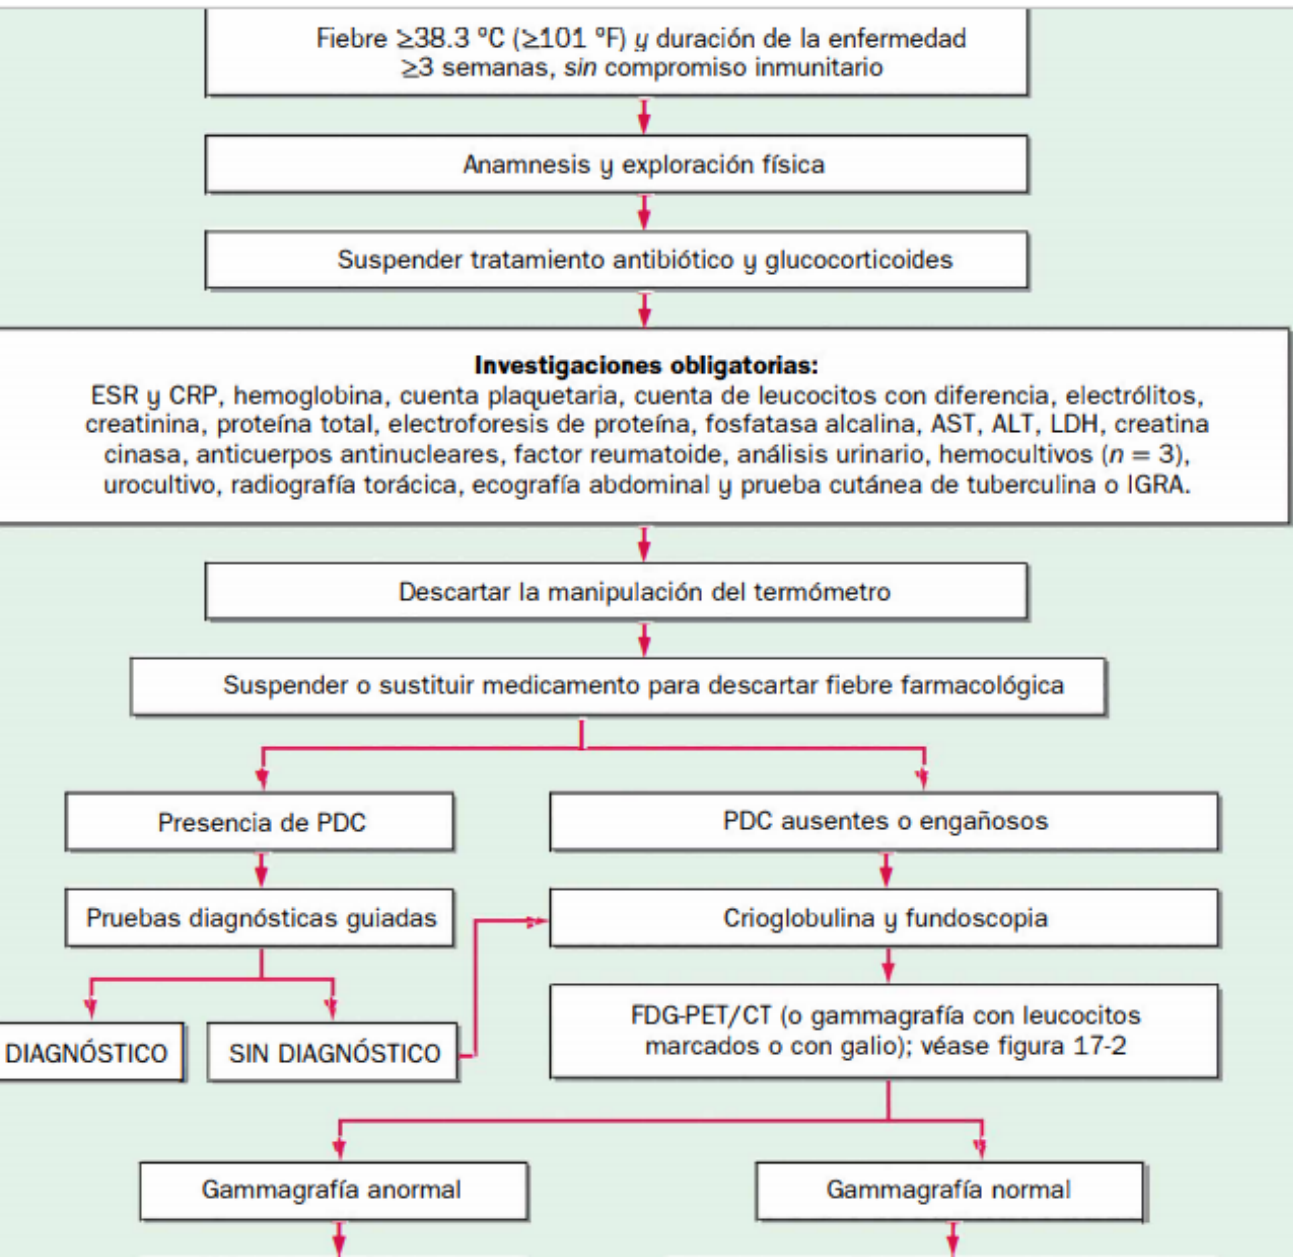 Fiebre ≥38.3 ºC (≥101 ºF) y duración de la enfermedad
≥3 semanas, sin compromiso inmunitario
Anamnesis y exploración física
Suspender tratamiento antibiótico y glucocorticoides
Investigaciones obligatorias:
ESR y CRP, hemoglobina, cuenta plaquetaria, cuenta de leucocitos con diferencia, electrólitos,
creatinina, proteína total, electroforesis de proteína, fosfatasa alcalina, AST, ALT, LDH, creatina
cinasa, anticuerpos antinucleares, factor reumatoide, análisis urinario, hemocultivos (n = 3),
urocultivo, radiografía torácica, ecografía abdominal y prueba cutánea de tuberculina o IGRA.
Descartar la manipulación del termómetro
Suspender o sustituir medicamento para descartar fiebre farmacológica
Presencia de PDC
PDC ausentes o engañosos
Pruebas diagnósticas guiadas
Crioglobulina y fundoscopia
DIAGNÓSTICO
SIN DIAGNÓSTICO
FDG-PET/CT (o gammagrafía con leucocitos
marcados o con galio); véase figura 17-2
Gammagrafía anormal
Gammagrafía normal